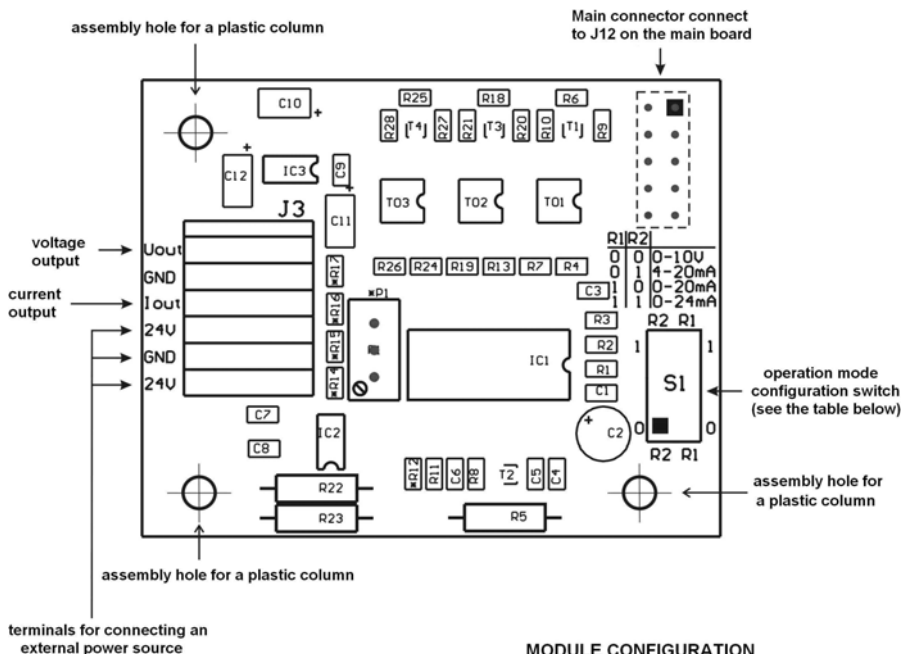 assembly hole for a plastic column
Main connector connect
to J12 on the main board
C10
R25
R18
R6
R28
T4
R27
R21
T3
R20
R10
T1
R9
C12
IC3
C9
J3
C11
TO3
TO2
TO1
R1 R2
0 0 0-10V
0 1 4-20mA
1 0 0-20mA
1 1 0-24mA
voltage
output
Uout
GND
current
output
Iout
24V
GND
24V
*R17
*R16
*R15
*R14
R26
R24
R19
R13
R7
R4
*P1
C3
R3
R2
R1
C1
IC1
R2 R1
1 1
S1
0 0
R2 R1
operation mode
configuration switch
(see the table below)
C7
C8
IC2
C2
*R12
R11
C6
R8
T2
C5
C4
R22
R23
R5
assembly hole for
a plastic column
assembly hole for a plastic column
terminals for connecting an
external power source
MODULE CONFIGURATION